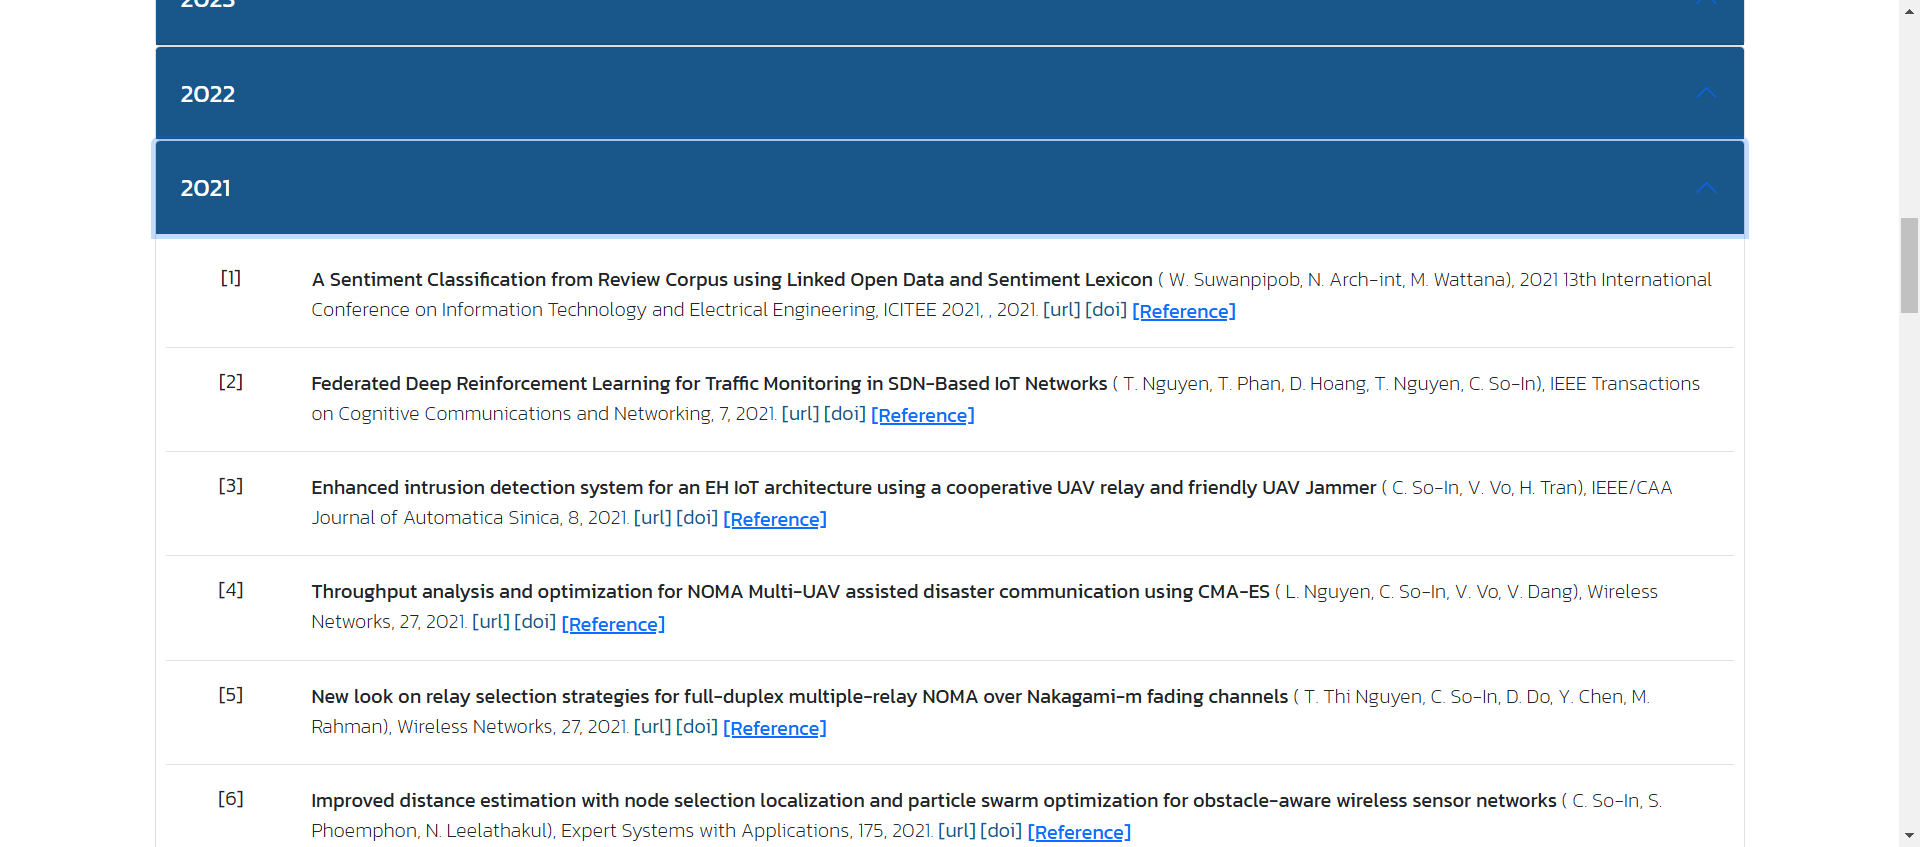 2023
2022
2021
[1] A Sentiment Classification from Review Corpus using Linked Open Data and Sentiment Lexicon ( W. Suwanpipob, N. Arch-int, M. Wattana), 2021 13th International
Conference on Information Technology and Electrical Engineering, ICITEE 2021, , 2021. [url] [doi] [Reference]
[2] Federated Deep Reinforcement Learning for Traffic Monitoring in SDN-Based IoT Networks ( T. Nguyen, T. Phan, D. Hoang, T. Nguyen, C. So-In), IEEE Transactions
on Cognitive Communications and Networking, 7, 2021. [url] [doi] [Reference]
[3] Enhanced intrusion detection system for an EH IoT architecture using a cooperative UAV relay and friendly UAV Jammer ( C. So-In, V. Vo, H. Tran), IEEE/CAA
Journal of Automatica Sinica, 8, 2021. [url] [doi] [Reference]
[4] Throughput analysis and optimization for NOMA Multi-UAV assisted disaster communication using CMA-ES ( L. Nguyen, C. So-In, V. Vo, V. Dang), Wireless
Networks, 27, 2021. [url] [doi] [Reference]
[5] New look on relay selection strategies for full-duplex multiple-relay NOMA over Nakagami-m fading channels ( T. Thi Nguyen, C. So-In, D. Do, Y. Chen, M.
Rahman), Wireless Networks, 27, 2021. [url] [doi] [Reference]
[6] Improved distance estimation with node selection localization and particle swarm optimization for obstacle-aware wireless sensor networks ( C. So-In, S.
Phoemphon, N. Leelathakul), Expert Systems with Applications, 175, 2021. [url] [doi] [Reference]